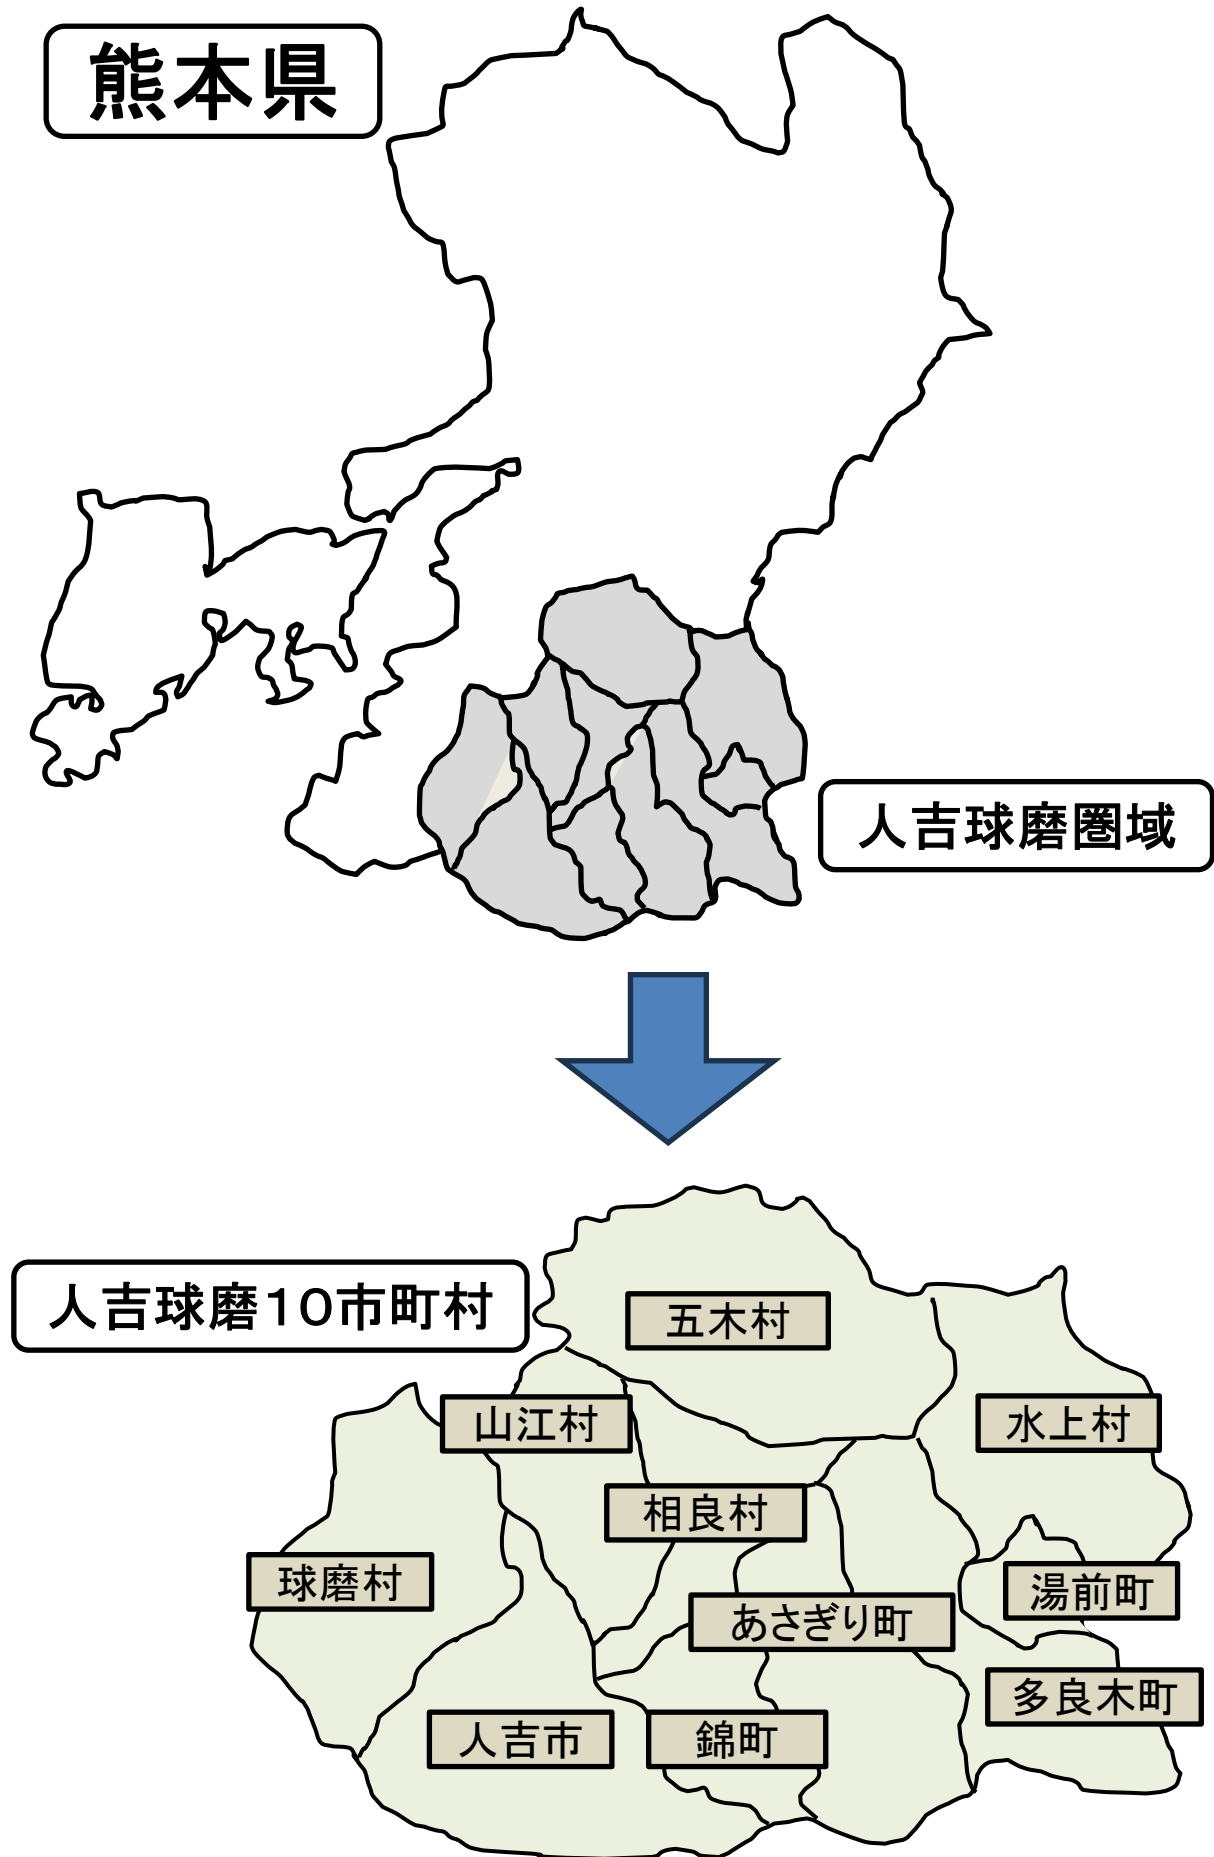 熊本県
人吉球磨圏域
人吉球磨１０市町村
五木村
山江村
水上村
相良村
球磨村
湯前町
あさぎり町
多良木町
人吉市
錦町